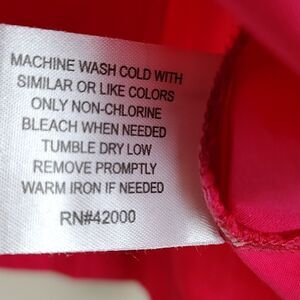 MACHINE WASH COLD WITH
SIMILAR OR LIKE COLORS
ONLY NON-CHLORINE
BLEACH WHEN NEEDED
TUMBLE DRY LOW
REMOVE PROMPTLY
WARM IRON IF NEEDED
RN#42000